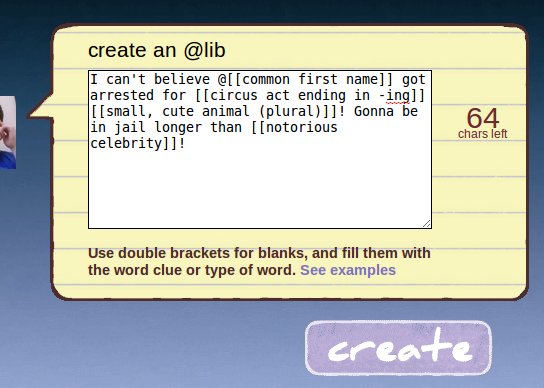 create an @lib
I can't believe @[[common first name]] got
arrested for [[circus act ending in -ing]]
[[small, cute animal (plural)]]! Gonna be
in jail longer than [[notorious
celebrity]]!
64
chars left
Use double brackets for blanks, and fill them with
the word clue or type of word. See examples
create